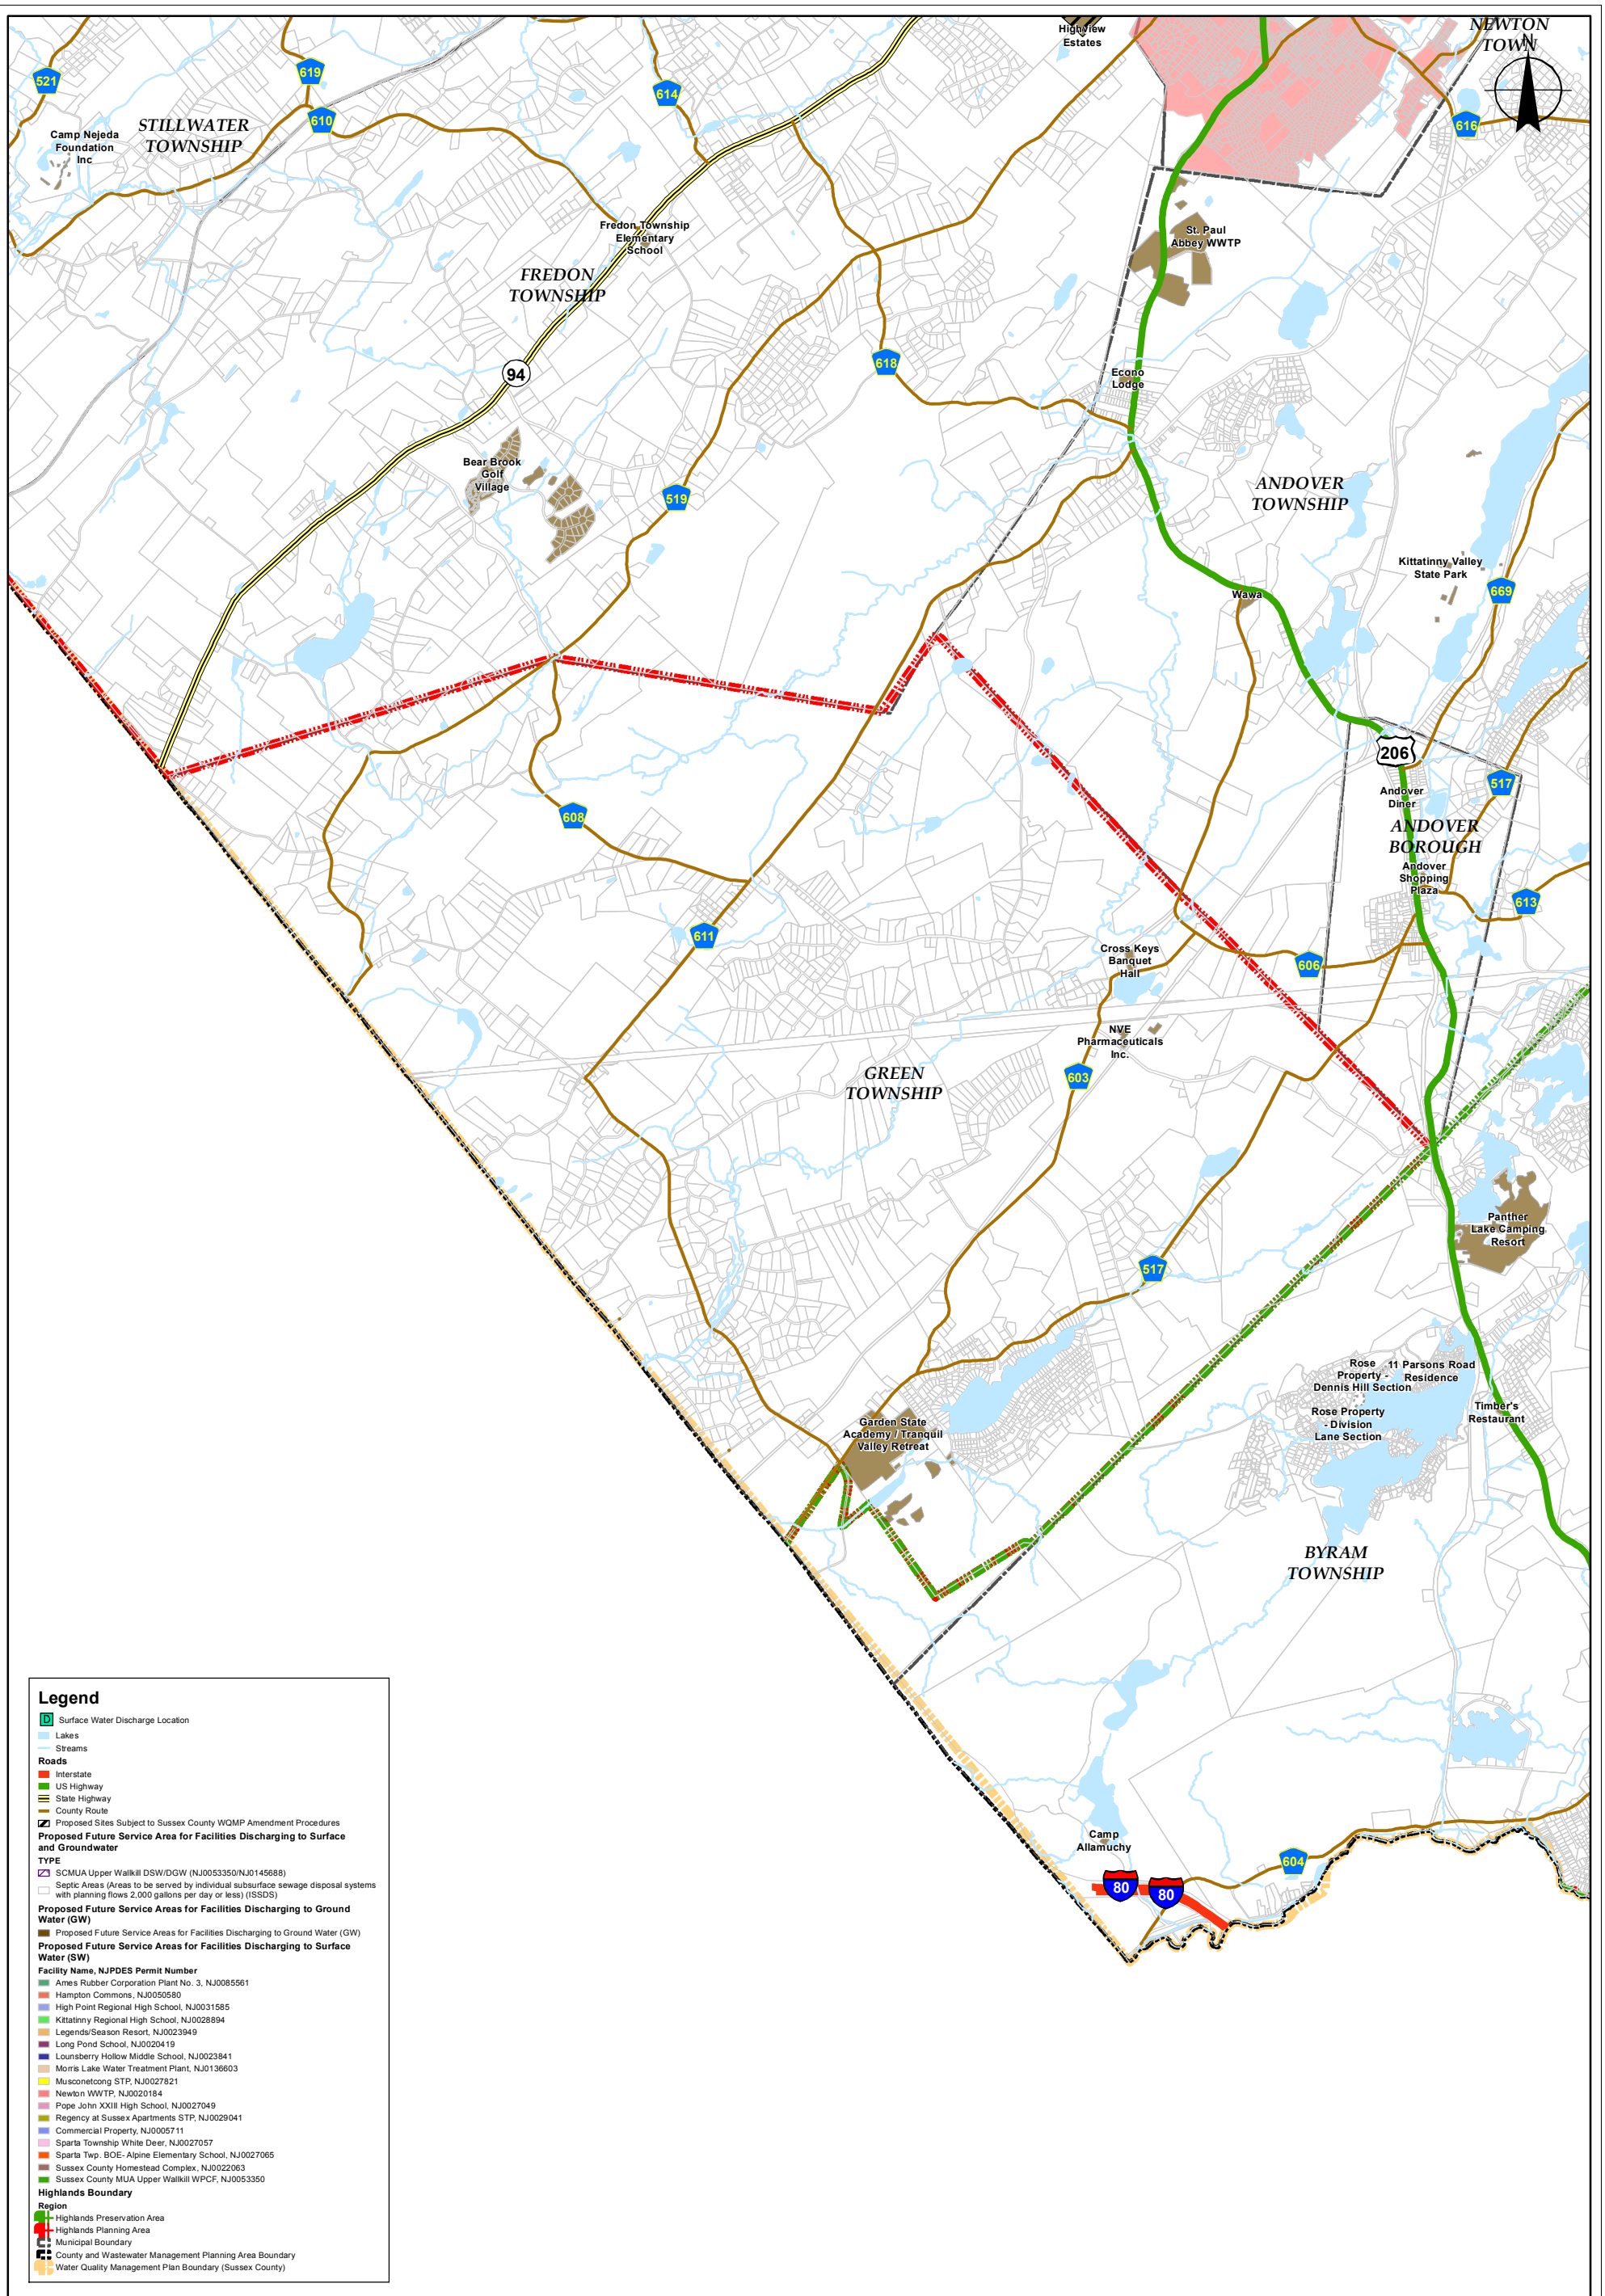 NEWTON
TOWN
N
Highview
Estates
521
619
610
614
616
Camp Nejeda
Foundation
Inc
STILLWATER
TOWNSHIP
Fredon Township
Elementary
School
St. Paul
Abbey WWTP
FREDON
TOWNSHIP
94
618
Econo
Lodge
Bear Brook
Golf
Village
519
ANDOVER
TOWNSHIP
Kittatinny Valley
State Park
669
Wawa
206
517
Andover
Diner
608
ANDOVER
BOROUGH
Andover
Shopping
Plaza
613
611
Cross Keys
Banquet
Hall
606
NVE
Pharmaceuticals
Inc.
603
GREEN
TOWNSHIP
Panther
Lake Camping
Resort
517
Rose
Property -
Dennis Hill Section
11 Parsons Road
Residence
Rose Property
- Division
Lane Section
Timber's
Restaurant
Garden State
Academy / Tranquil
Valley Retreat
BYRAM
TOWNSHIP
Camp
Allamuchy
604
80
80
Legend
D Surface Water Discharge Location
Lakes
Streams
Roads
Interstate
US Highway
State Highway
County Route
Proposed Sites Subject to Sussex County WQMP Amendment Procedures
Proposed Future Service Area for Facilities Discharging to Surface
and Groundwater
TYPE
SCMUA Upper Wallkill DSW/DGW (NJ0053350/NJ0145688)
Septic Areas (Areas to be served by individual subsurface sewage disposal systems
with planning flows 2,000 gallons per day or less) (ISSDS)
Proposed Future Service Areas for Facilities Discharging to Ground
Water (GW)
Proposed Future Service Areas for Facilities Discharging to Ground Water (GW)
Proposed Future Service Areas for Facilities Discharging to Surface
Water (SW)
Facility Name, NJPDES Permit Number
Ames Rubber Corporation Plant No. 3, NJ0085561
Hampton Commons, NJ0050580
High Point Regional High School, NJ0031585
Kittatinny Regional High School, NJ0028894
Legends/Season Resort, NJ0023949
Long Pond School, NJ0020419
Lounsberry Hollow Middle School, NJ0023841
Morris Lake Water Treatment Plant, NJ0136603
Musconetcong STP, NJ0027821
Newton WWTP, NJ0020184
Pope John XXIII High School, NJ0027049
Regency at Sussex Apartments STP, NJ0029041
Commercial Property, NJ0005711
Sparta Township White Deer, NJ0027057
Sparta Twp. BOE- Alpine Elementary School, NJ0027065
Sussex County Homestead Complex, NJ0022063
Sussex County MUA Upper Wallkill WPCF, NJ0053350
Highlands Boundary
Region
Highlands Preservation Area
Highlands Planning Area
Municipal Boundary
County and Wastewater Management Planning Area Boundary
Water Quality Management Plan Boundary (Sussex County)